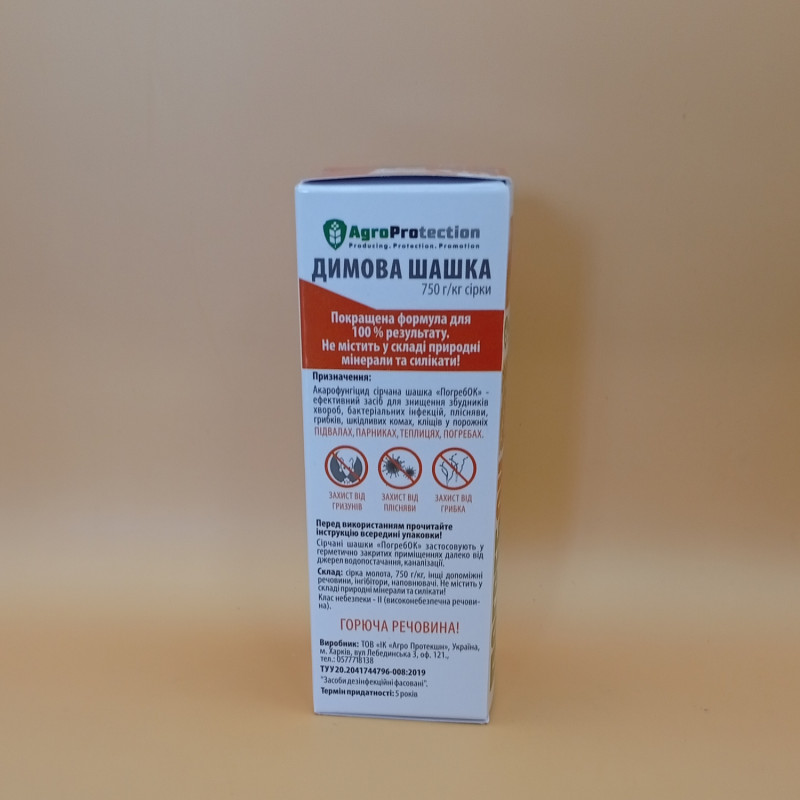 AgroProtection
Producing. Protection. Promotion
ДИМОВА ШАШКА
750 г/кг сірки
Покращена формула для
100 % результату.
Не містить у складі природні
мінерали та силікати!
Призначення:
Акарофунгіцид сірчана шашка «ПогребОК» -
ефективний засіб для знищення збудників
хвороб, бактеріальних інфекцій, плісняви,
грибків, шкідливих комах, кліщів у порожніх
ПІДВАЛАХ, ПАРНИКАХ, ТЕПЛИЦЯХ, ПОГРЕБАХ.
ЗАХИСТ ВІД
ГРИЗУНІВ
ЗАХИСТ ВІД
ПЛІСНЯВИ
ЗАХИСТ ВІД
ГРИБКА
Перед використанням прочитайте
інструкцію всередині упаковки!
Сірчані шашки «ПогребОК» застосовують у
герметично закритих приміщеннях далеко від
джерел водопостачання, каналізації.
Склад: сірка молота, 750 г/кг, інщі допоміжні
речовини, інгібітори, наповнювачі. Не містить у
складі природні мінерали та силікати!
Клас небезпеки - II (високонебезпечна речови-
на).
ГОРЮЧА РЕЧОВИНА!
Виробник: ТОВ «ІК «Агро Протекшн», Україна,
м. Харків, вул Лебединська 3, оф. 121.,
тел.: 0577718138
ТУУ20.2041744796-008:2019
"Засоби дезінфекційні фасовані".
Термін придатності: 5 років